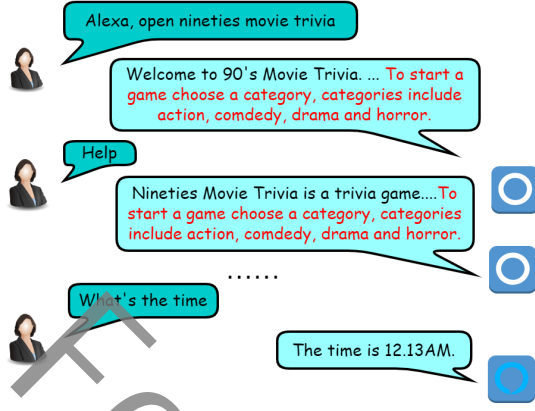 Alexa, open nineties movie trivia
Welcome to 90's Movie Trivia. ... To start a
game choose a category, categories include
action, comdedy, drama and horror.
Help
Nineties Movie Trivia is a trivia game....To
start a game choose a category, categories
include action, comdedy, drama and horror.
......
What's the time
The time is 12.13AM.